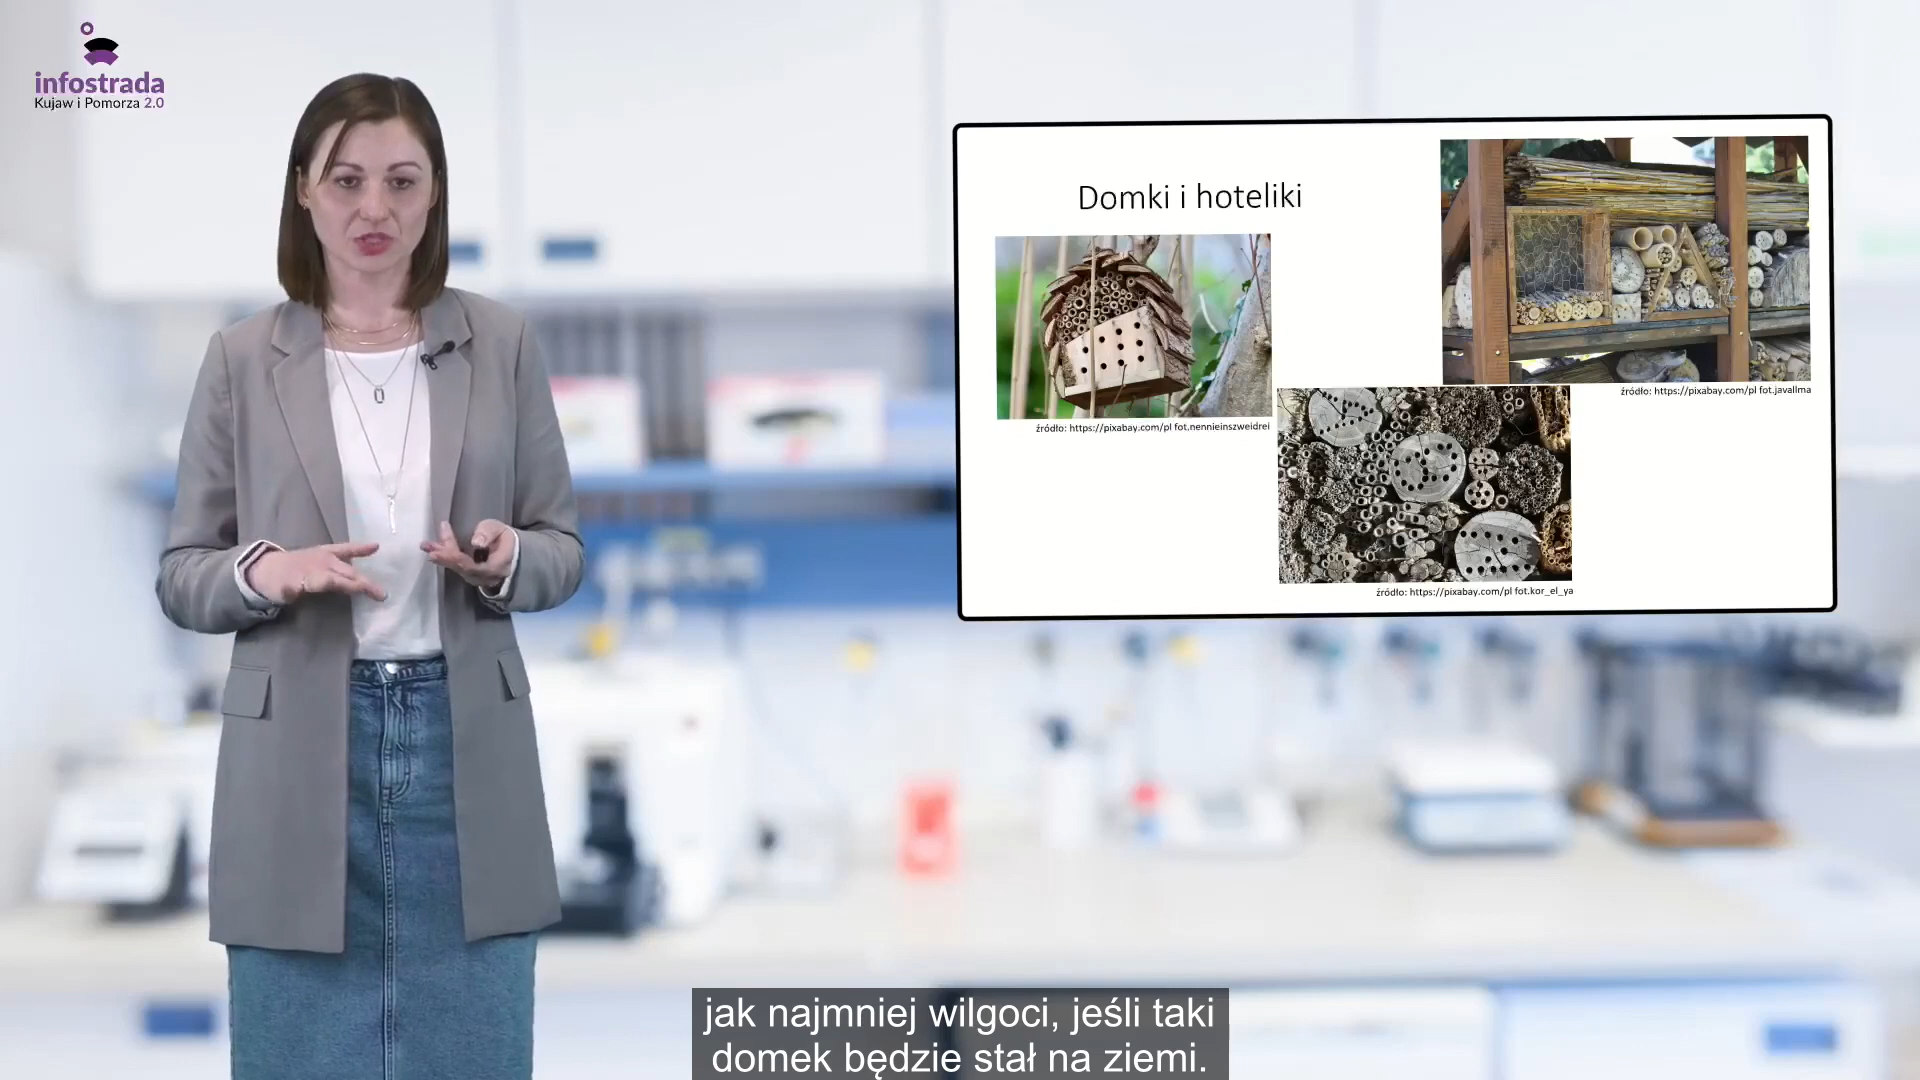 infostrada
Kujaw i Pomorza 2.0
Domki i hoteliki
źródło: https://pixabay.com/pl fot.javallma
źródło: https://pixabay.com/pl fot.nennieinszweidrei
źródło: https://pixabay.com/pl fot.kor_el_ya
jak najmniej wilgoci, jeśli taki
domek będzie stał na ziemi.